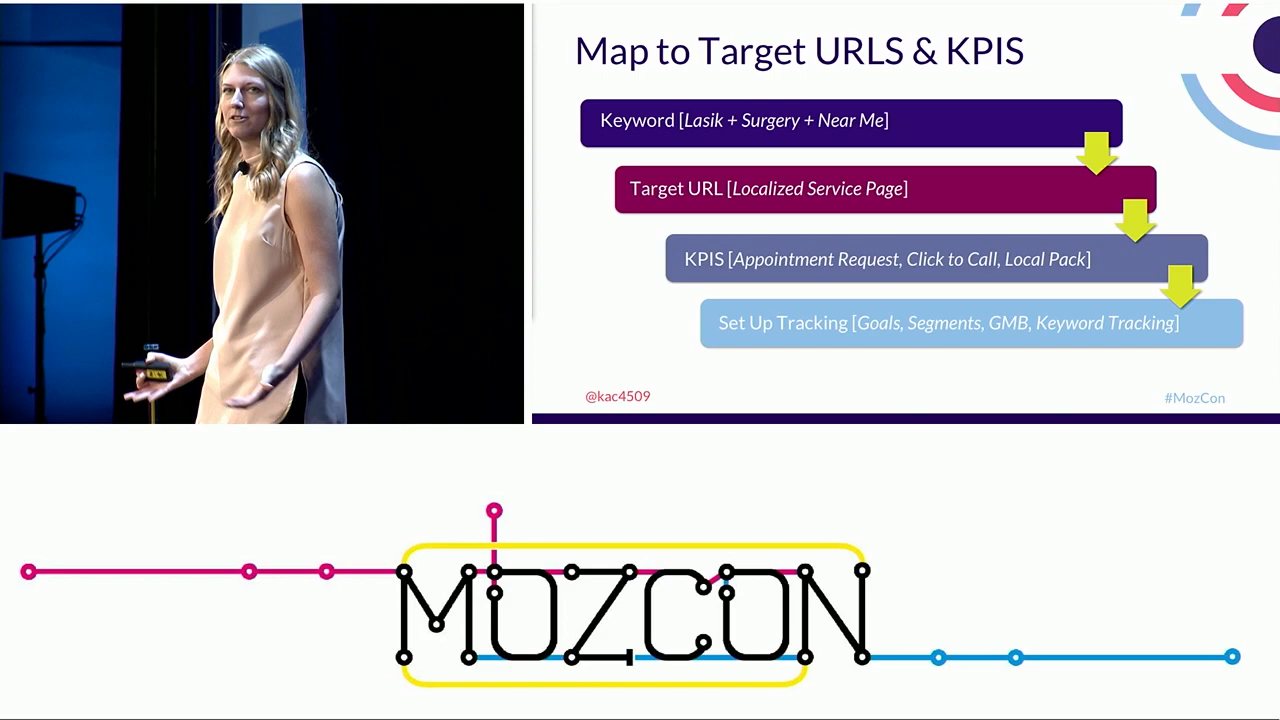 Map to Target URLS & KPIS
Keyword [Lasik + Surgery + Near Me]
Target URL [Localized Service Page]
KPIS [Appointment Request, Click to Call, Local Pack]
Set Up Tracking [Goals, Segments, GMB, Keyword Tracking]
@kac4509
#MozCon
MOZCON